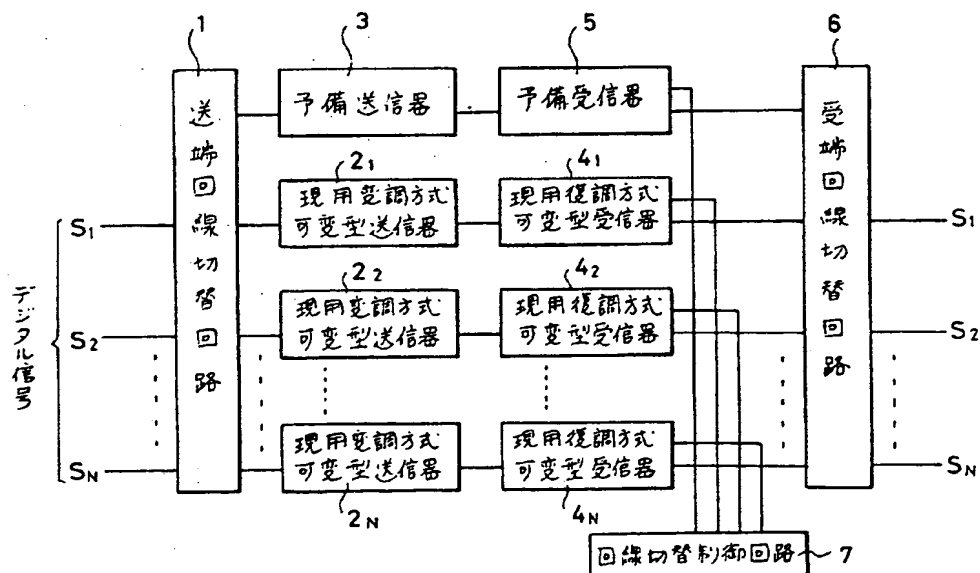 1
3
5
6
送端回線切替回路
予備送信器
予備受信器
受端回線切替回路
2₁
4₁
現用変調方式
可変型送信器
現用復調方式
可変型受信器
S₁
S₁
2₂
4₂
現用変調方式
可変型送信器
現用復調方式
可変型受信器
デジタル信号
S₂
S₂
現用変調方式
可変型送信器
現用復調方式
可変型受信器
S_N
S_N
2_N
4_N
回線切替制御回路
7